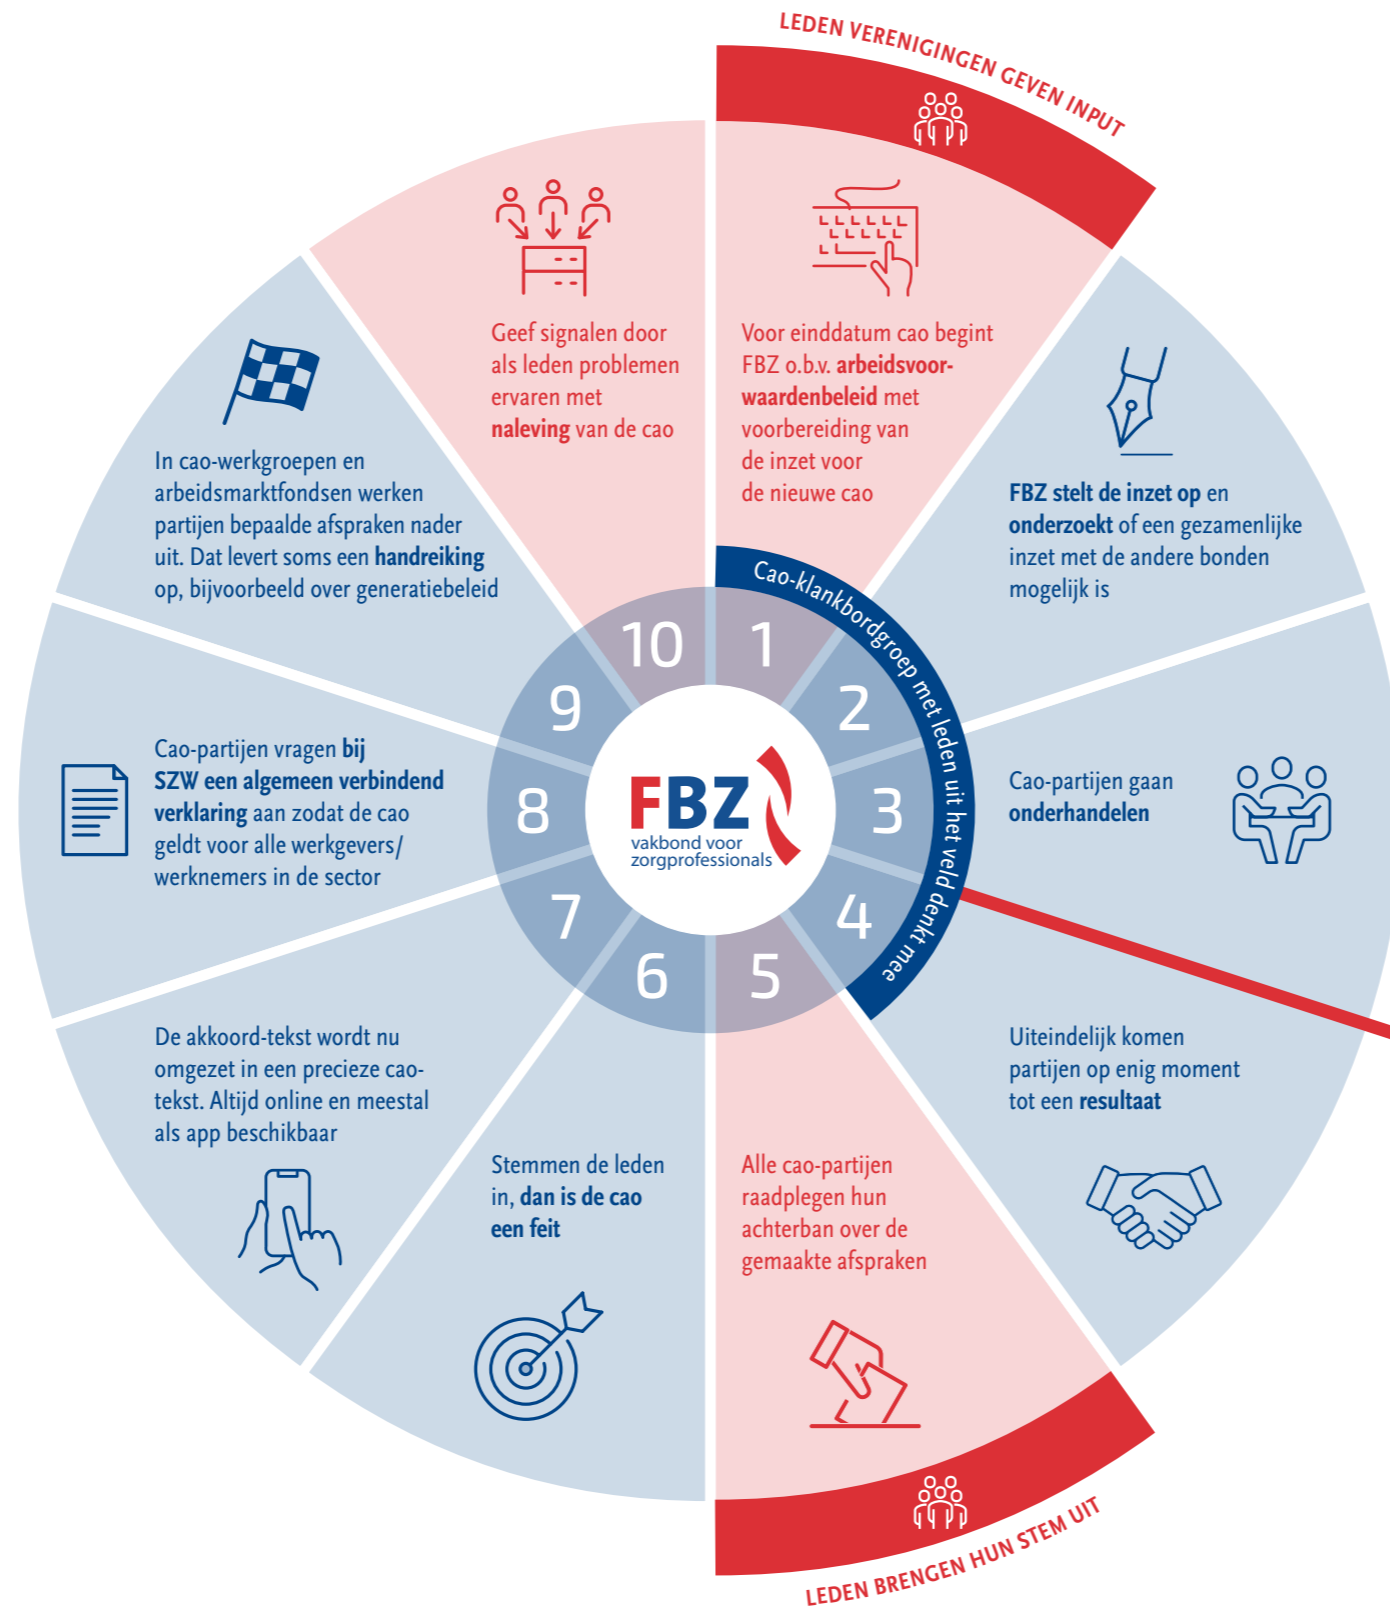 LEDEN VERENIGINGEN GEVEN INPUT
Voor einddatum cao begint
FBZ o.b.v. arbeidsvoor-
waardenbeleid met
voorbereiding van
de inzet voor
de nieuwe cao
1
FBZ stelt de inzet op en
onderzoekt of een gezamenlijke
inzet met de andere bonden
mogelijk is
2
Cao-partijen gaan
onderhandelen
3
Uiteindelijk komen
partijen op enig moment
tot een resultaat
4
Cao-klankbordgroep met leden uit het veld denkt mee
Alle cao-partijen
raadplegen hun
achterban over de
gemaakte afspraken
5
LEDEN BRENGEN HUN STEM UIT
Stemmen de leden
in, dan is de cao
een feit
6
De akkoord-tekst wordt nu
omgezet in een precieze cao-
tekst. Altijd online en meestal
als app beschikbaar
7
Cao-partijen vragen bij
SZW een algemeen verbindend
verklaring aan zodat de cao
geldt voor alle werkgevers/
werknemers in de sector
8
In cao-werkgroepen en
arbeidsmarktfondsen werken
partijen bepaalde afspraken nader
uit. Dat levert soms een handreiking
op, bijvoorbeeld over generatiebeleid
9
Geef signalen door
als leden problemen
ervaren met
naleving van de cao
10
FBZ
vakbond voor
zorgprofessionals